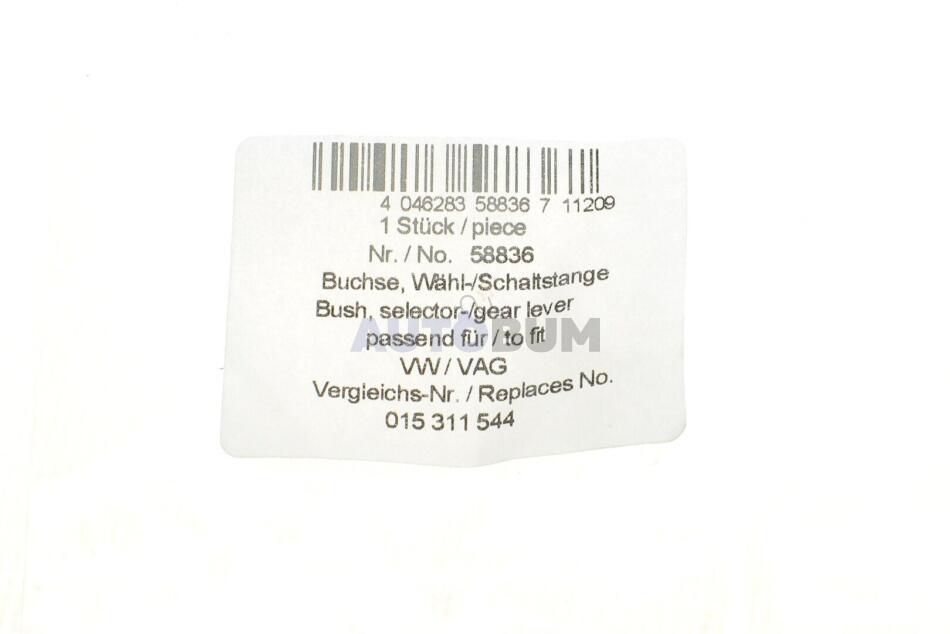 4 046283 58836 7 11209
1 Stück / piece
Nr. / No. 58836
Buchse, Wähl-/Schaltstange
Bush, selector-/gear lever
AUTOBUM
passend für / to fit
VW / VAG
Vergleichs-Nr. / Replaces No.
015 311 544